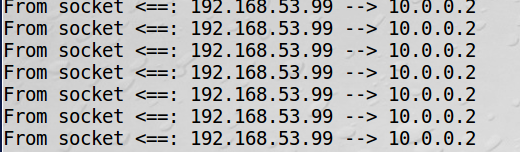 From socket <==: 192.168.53.99 --> 10.0.0.2
From socket <==: 192.168.53.99 --> 10.0.0.2
From socket <==: 192.168.53.99 --> 10.0.0.2
From socket <==: 192.168.53.99 --> 10.0.0.2
From socket <==: 192.168.53.99 --> 10.0.0.2
From socket <==: 192.168.53.99 --> 10.0.0.2
From socket <==: 192.168.53.99 --> 10.0.0.2